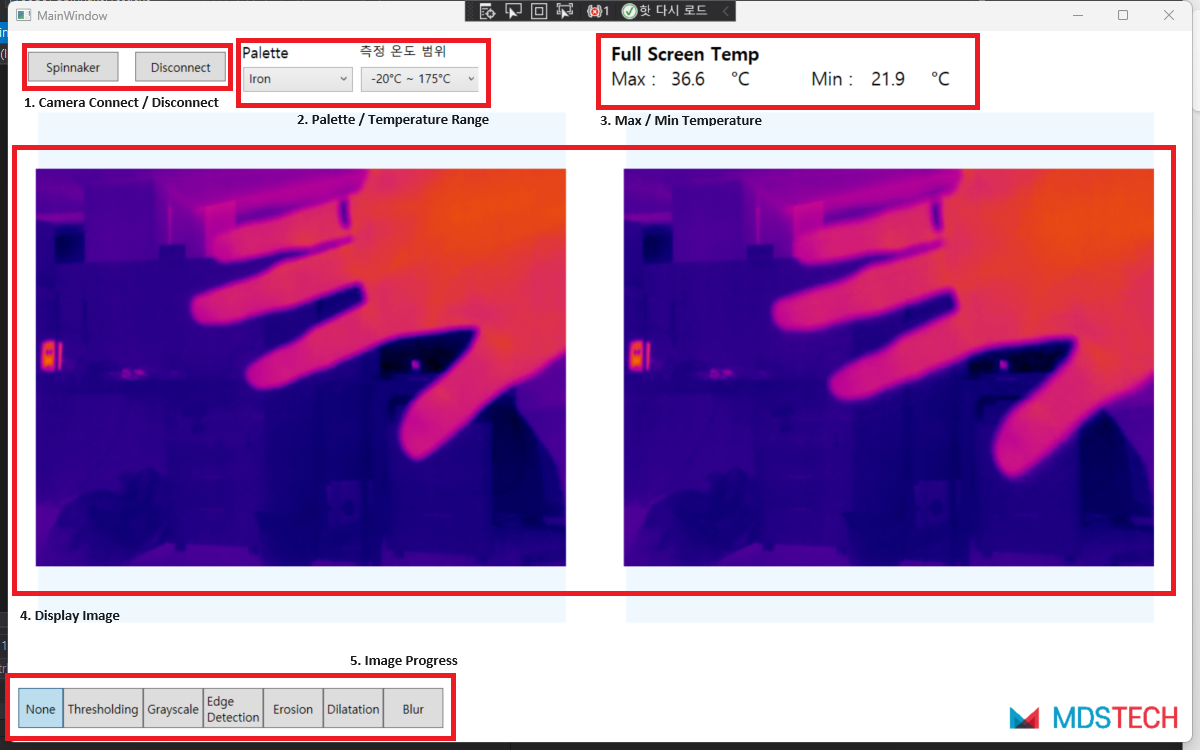 1
핫 다시 로드
MainWindow
Spinnaker
Disconnect
Palette
측정 온도 범위
Iron
-20°C ~ 175°C
Full Screen Temp
Max : 36.6 °C Min : 21.9 °C
1. Camera Connect / Disconnect
2. Palette / Temperature Range
3. Max / Min Temperature
4. Display Image
5. Image Progress
None
Thresholding
Grayscale
Edge
Detection
Erosion
Dilatation
Blur
MDSTECH